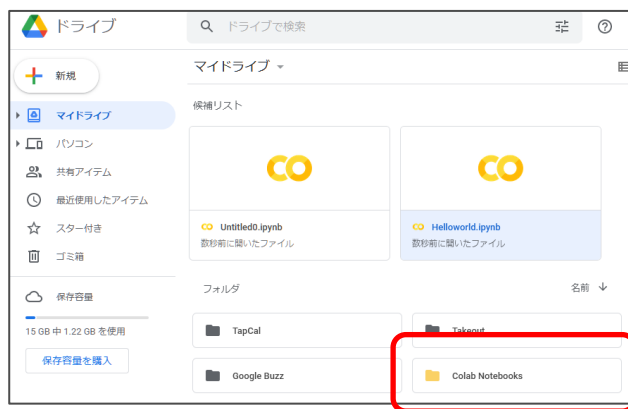 ドライブ
ドライブで検索
新規
マイドライブ
マイドライブ
パソコン
共有アイテム
最近使用したアイテム
スター付き
ゴミ箱
保存容量
15 GB 中 1.22 GB を使用
保存容量を購入
候補リスト
Untitled0.ipynb
数秒前に開いたファイル
Helloworld.ipynb
数秒前に開いたファイル
フォルダ
名前
TapCal
Takeout
Google Buzz
Colab Notebooks